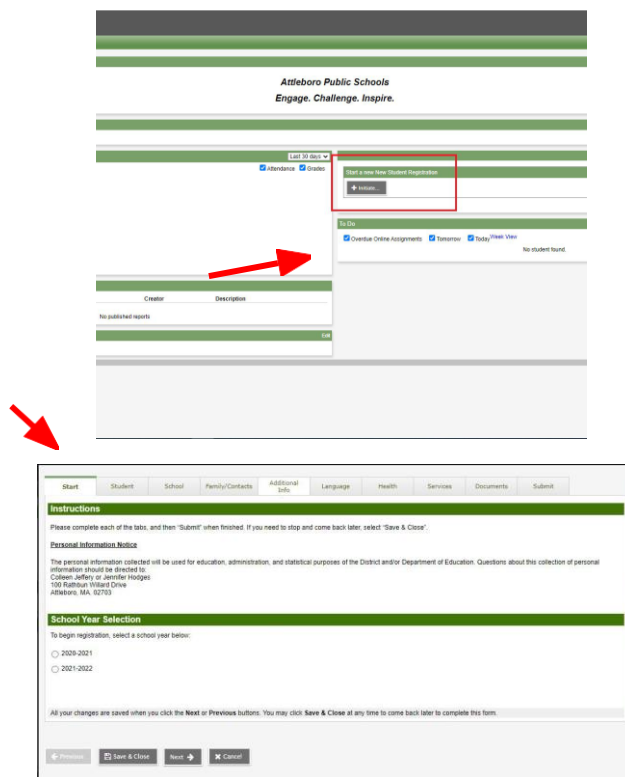 Attleboro Public Schools
Engage. Challenge. Inspire.
Last 30 days
Attendance Grades
Start a new New Student Registration
+ Initiate...
To Do
Overdue Online Assignments Tomorrow Today Week View
No student found.
Creator Description
No published reports
Edit
Start Student School Family/Contacts Additional Info Language Health Services Documents Submit
Instructions
Please complete each of the tabs, and then "Submit" when finished. If you need to stop and come back later, select "Save & Close".
Personal Information Notice
The personal information collected will be used for education, administration, and statistical purposes of the District and/or Department of Education. Questions about this collection of personal
information should be directed to:
Colleen Jeffery or Jennifer Hodges
100 Rathbun Willard Drive
Attleboro, MA. 02703
School Year Selection
To begin registration, select a school year below:
2020-2021
2021-2022
All your changes are saved when you click the Next or Previous buttons. You may click Save & Close at any time to come back later to complete this form.
Previous Save & Close Next Cancel